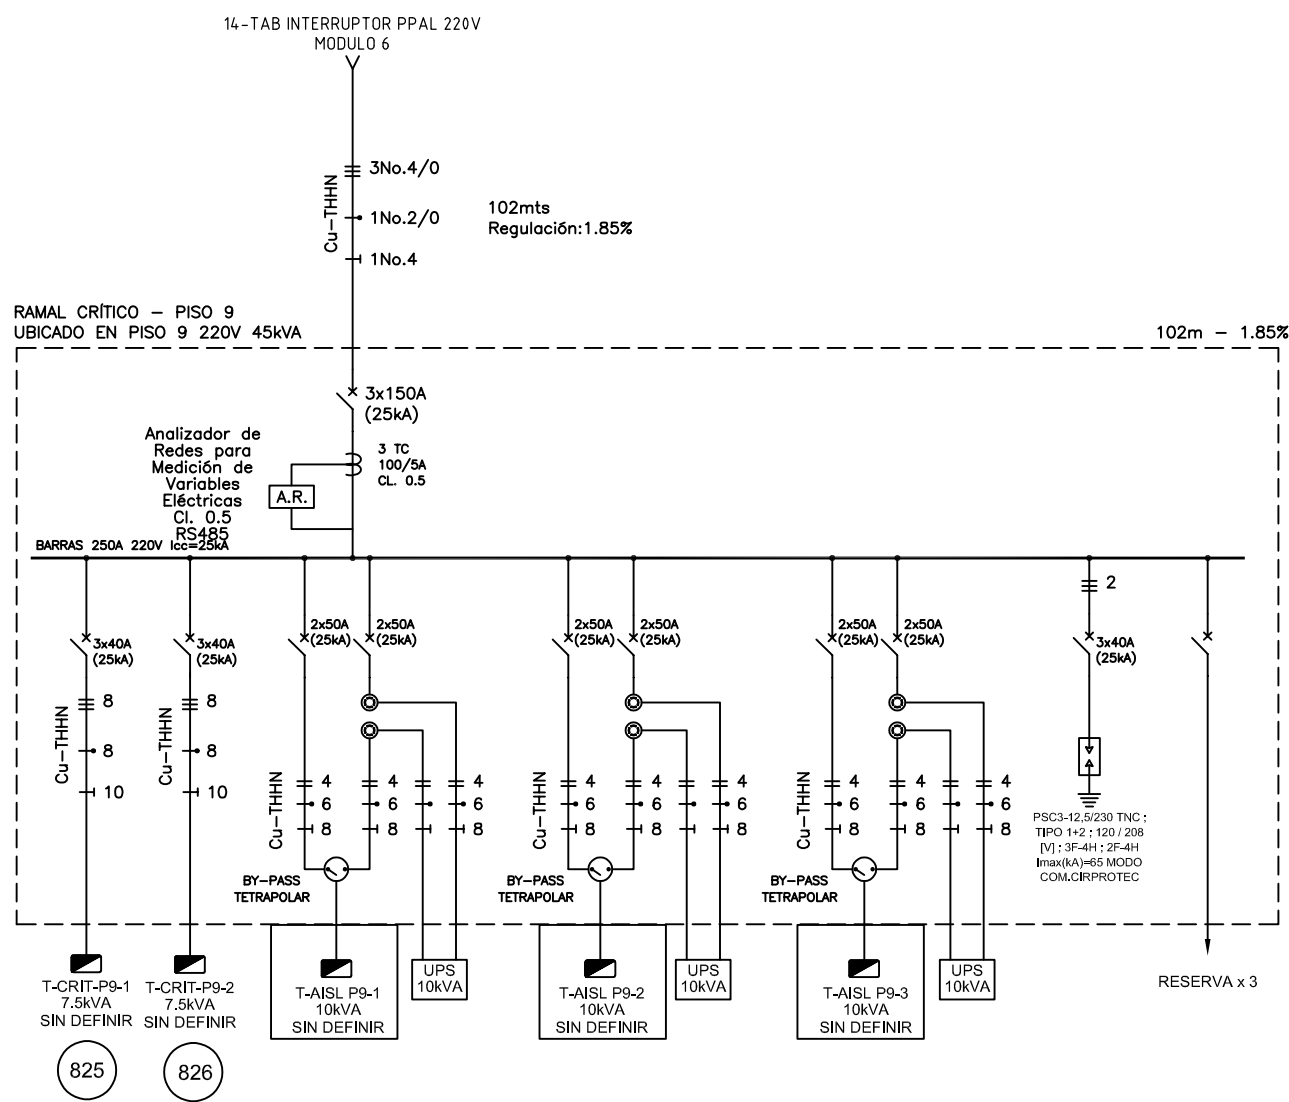 14-TAB INTERRUPTOR PPAL 220V
MODULO 6
Cu-THHN
3No.4/0
1No.2/0
1No.4
102mts
Regulación:1.85%
RAMAL CRÍTICO - PISO 9
UBICADO EN PISO 9 220V 45kVA
102m - 1.85%
3x150A
(25kA)
Analizador de
Redes para
Medición de
Variables
Eléctricas
Cl. 0.5
RS485
A.R.
3 TC
100/5A
CL. 0.5
BARRAS 250A 220V Icc=25kA
3x40A
(25kA)
Cu-THHN
8
8
10
3x40A
(25kA)
Cu-THHN
8
8
10
2x50A
(25kA)
2x50A
(25kA)
Cu-THHN
4
6
8
4
6
8
4
6
8
BY-PASS
TETRAPOLAR
2x50A
(25kA)
2x50A
(25kA)
Cu-THHN
4
6
8
4
6
8
4
6
8
BY-PASS
TETRAPOLAR
2x50A
(25kA)
2x50A
(25kA)
Cu-THHN
4
6
8
4
6
8
4
6
8
BY-PASS
TETRAPOLAR
2
3x40A
(25kA)
PSC3-12,5/230 TNC ;
TIPO 1+2 ; 120 / 208
[V] ; 3F-4H ; 2F-4H
Imax(kA)=65 MODO
COM.CIRPROTEC
T-CRIT-P9-1
7.5kVA
SIN DEFINIR
825
T-CRIT-P9-2
7.5kVA
SIN DEFINIR
826
T-AISL P9-1
10kVA
SIN DEFINIR
UPS
10kVA
T-AISL P9-2
10kVA
SIN DEFINIR
UPS
10kVA
T-AISL P9-3
10kVA
SIN DEFINIR
UPS
10kVA
RESERVA x 3